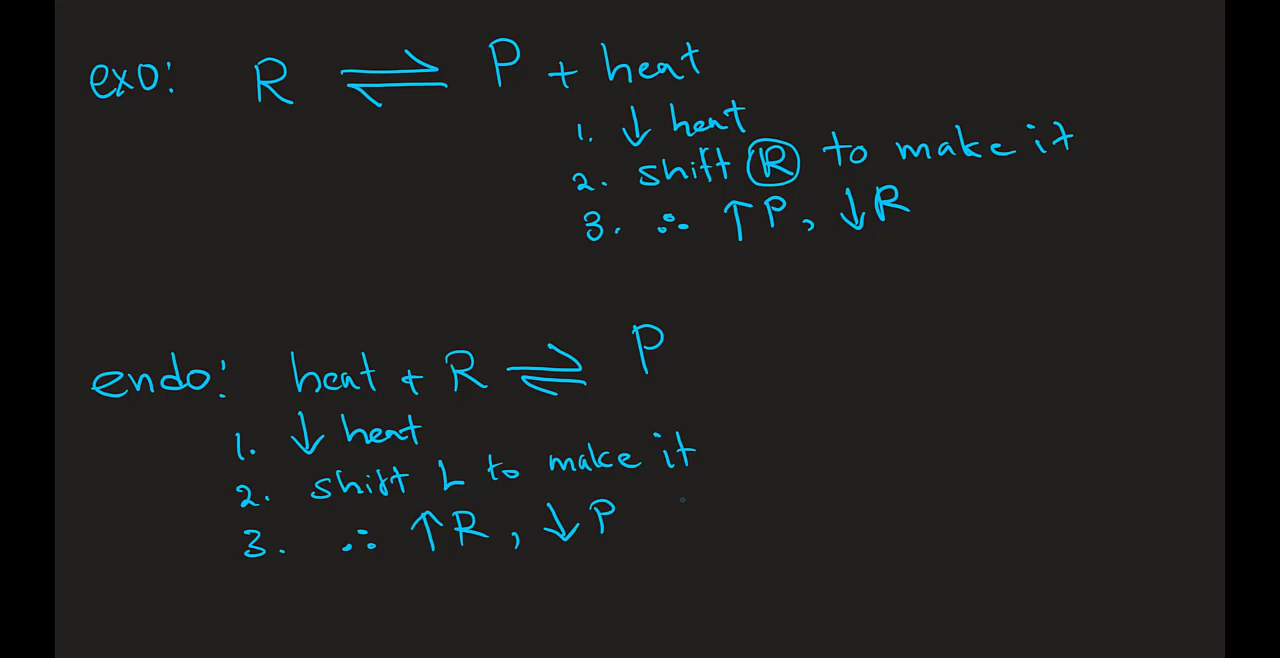 exo: R ⇌ P + heat
1. ↓ heat
2. shift R to make it
3. ∴ ↑P, ↓R
endo: heat + R ⇌ P
1. ↓ heat
2. shift L to make it
3. ∴ ↑R, ↓P